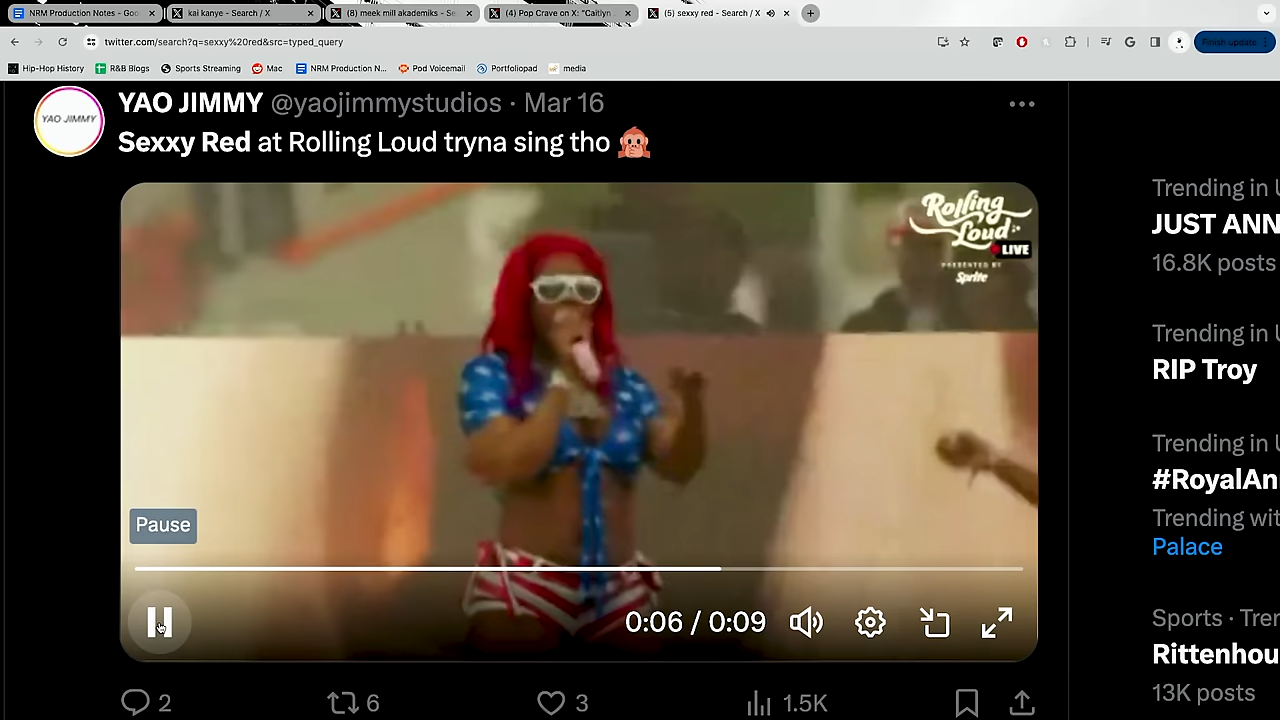 NRM Production Notes - Goo
kai kanye - Search / X
(8) meek mill akademiks - Se
(4) Pop Crave on X: "Caitlyn
(5) sexxy red - Search / X
twitter.com/search?q=sexxy%20red&src=typed_query
Finish update
Hip-Hop History
R&B Blogs
Sports Streaming
Mac
NRM Production N...
Pod Voicemail
Portfoliopad
media
YAO JIMMY
YAO JIMMY @yaojimmystudios · Mar 16
Sexxy Red at Rolling Loud tryna sing tho 🙊
Rolling
Loud
LIVE
PRESENTED BY
Sprite
Pause
0:06 / 0:09
2
6
3
1.5K
Trending in U
JUST ANN
16.8K posts
Trending in U
RIP Troy
Trending in U
#RoyalAn
Trending wit
Palace
Sports · Tren
Rittenhou
13K posts